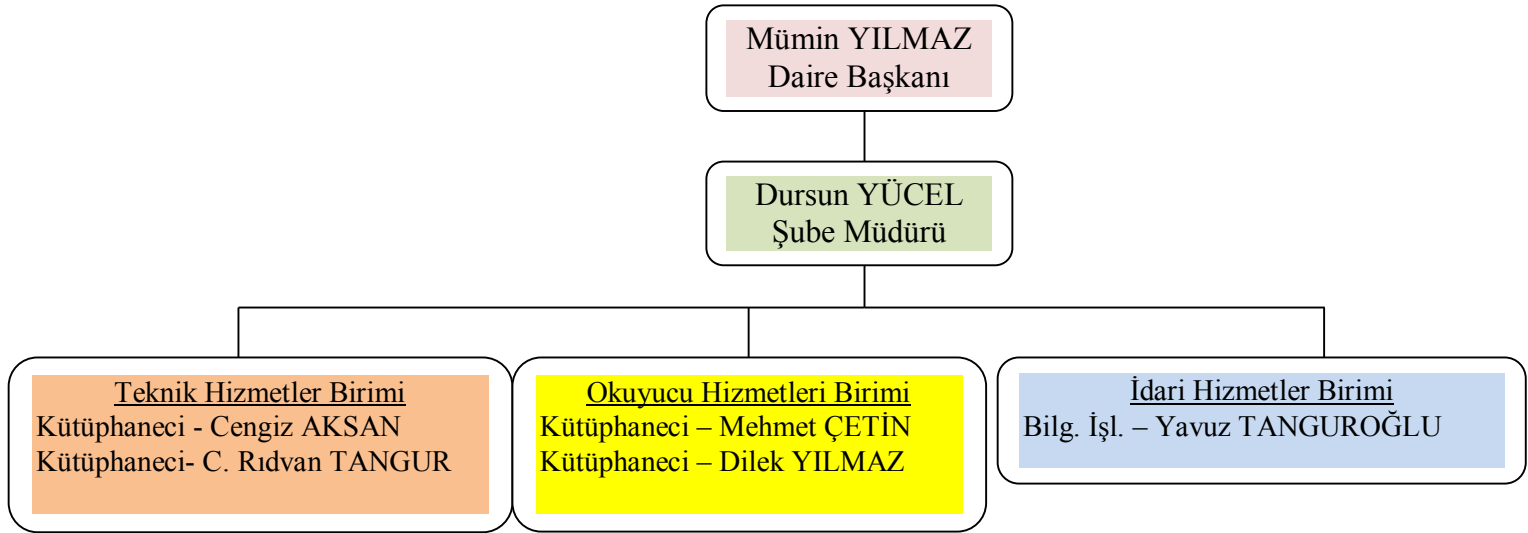 Mümin YILMAZ
Daire Başkanı
Dursun YÜCEL
Şube Müdürü
Teknik Hizmetler Birimi
Kütüphaneci - Cengiz AKSAN
Kütüphaneci- C. Rıdvan TANGUR
Okuyucu Hizmetleri Birimi
Kütüphaneci – Mehmet ÇETİN
Kütüphaneci – Dilek YILMAZ
İdari Hizmetler Birimi
Bilg. İşl. – Yavuz TANGUROĞLU